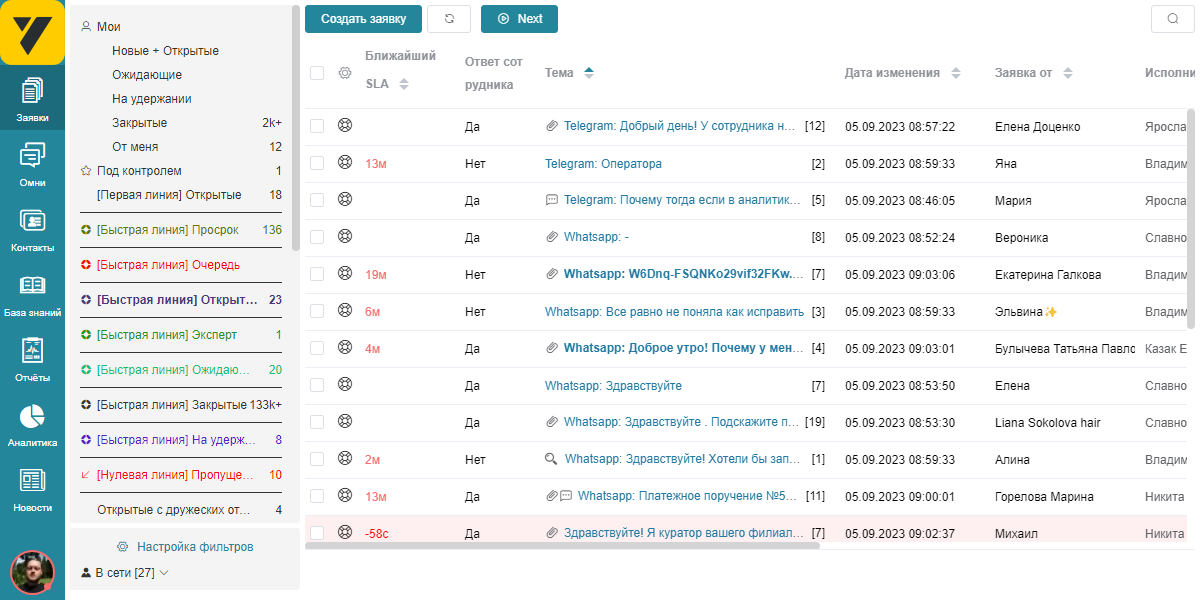 Заявки
Омни
Контакты
База знаний
Отчёты
Аналитика
Новости
Мои
Новые + Открытые
Ожидающие
На удержании
Закрытые 2k+
От меня 12
Под контролем 1
[Первая линия] Открытые 18
[Быстрая линия] Просрок 136
[Быстрая линия] Очередь
[Быстрая линия] Открыт... 23
[Быстрая линия] Эксперт 1
[Быстрая линия] Ожидаю... 20
[Быстрая линия] Закрытые 133k+
[Быстрая линия] На удерж... 8
[Нулевая линия] Пропуще... 10
Открытые с дружеских от... 4
Настройка фильтров
В сети [27]
Создать заявку Next
Ближайший SLA Ответ сотрудника Тема Дата изменения Заявка от Исполни
Да Telegram: Добрый день! У сотрудника н... [12] 05.09.2023 08:57:22 Елена Доценко Яросла
13м Нет Telegram: Оператора [2] 05.09.2023 08:59:33 Яна Владим
Да Telegram: Почему тогда если в аналитик... [5] 05.09.2023 08:46:05 Мария Яросла
Да Whatsapp: - [8] 05.09.2023 08:52:24 Вероника Славно
19м Нет Whatsapp: W6Dnq-FSQNKo29vif32FKw.... [7] 05.09.2023 09:03:06 Екатерина Галкова Владим
6м Нет Whatsapp: Все равно не поняла как исправить [3] 05.09.2023 08:59:33 Эльвина✨ Владим
4м Да Whatsapp: Доброе утро! Почему у мен... [4] 05.09.2023 09:03:01 Булычева Татьяна Павло Казак Е
Да Whatsapp: Здравствуйте [7] 05.09.2023 08:53:50 Елена Славно
Да Whatsapp: Здравствуйте . Подскажите п... [19] 05.09.2023 08:53:30 Liana Sokolova hair Славно
2м Нет Whatsapp: Здравствуйте! Хотели бы зап... [1] 05.09.2023 08:59:33 Алина Владим
13м Да Whatsapp: Платежное поручение №5... [11] 05.09.2023 09:00:01 Горелова Марина Никита
-58с Да Здравствуйте! Я куратор вашего филиал... [7] 05.09.2023 09:02:37 Михаил Никита